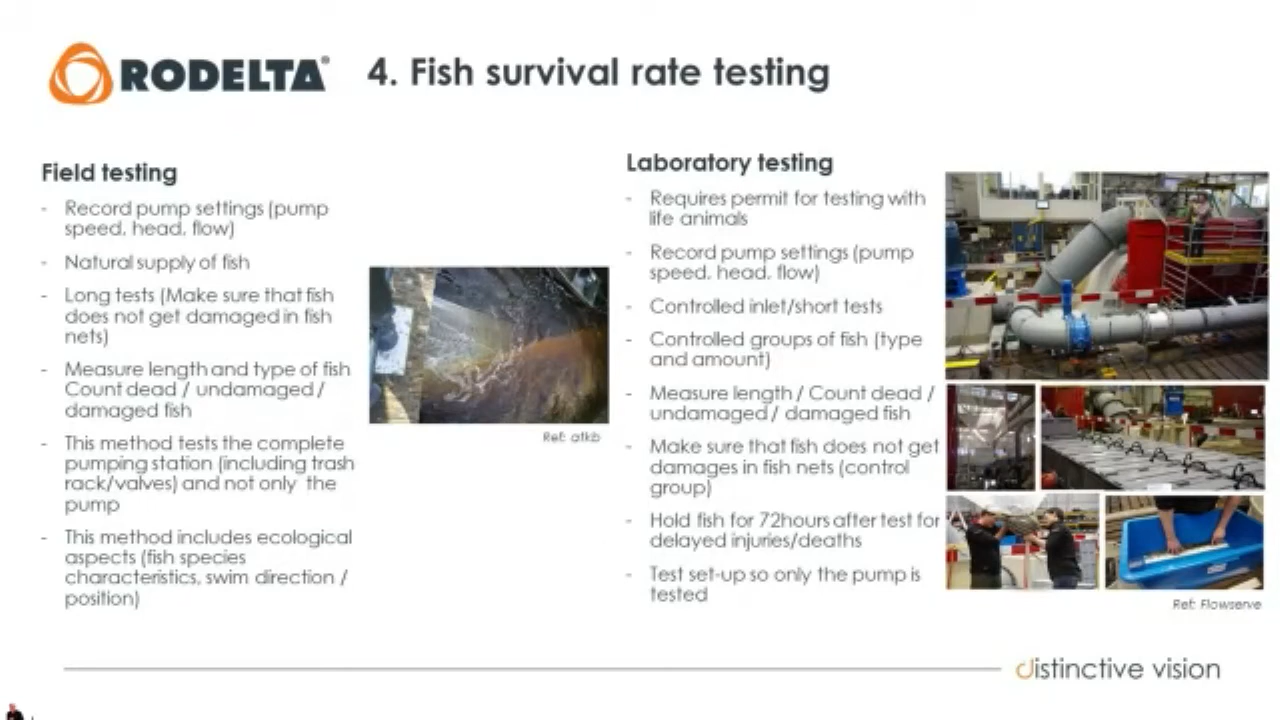 RODELTA®
4. Fish survival rate testing
Field testing
- Record pump settings (pump
speed, head, flow)
- Natural supply of fish
- Long tests (Make sure that fish
does not get damaged in fish
nets)
- Measure length and type of fish
Count dead / undamaged /
damaged fish
- This method tests the complete
pumping station (including trash
rack/valves) and not only the
pump
- This method includes ecological
aspects (fish species
characteristics, swim direction /
position)
Ref: atkb
Laboratory testing
- Requires permit for testing with
life animals
- Record pump settings (pump
speed, head, flow)
- Controlled inlet/short tests
- Controlled groups of fish (type
and amount)
- Measure length / Count dead /
undamaged / damaged fish
- Make sure that fish does not get
damages in fish nets (control
group)
- Hold fish for 72hours after test for
delayed injuries/deaths
- Test set-up so only the pump is
tested
Ref: Flowserve
distinctive vision